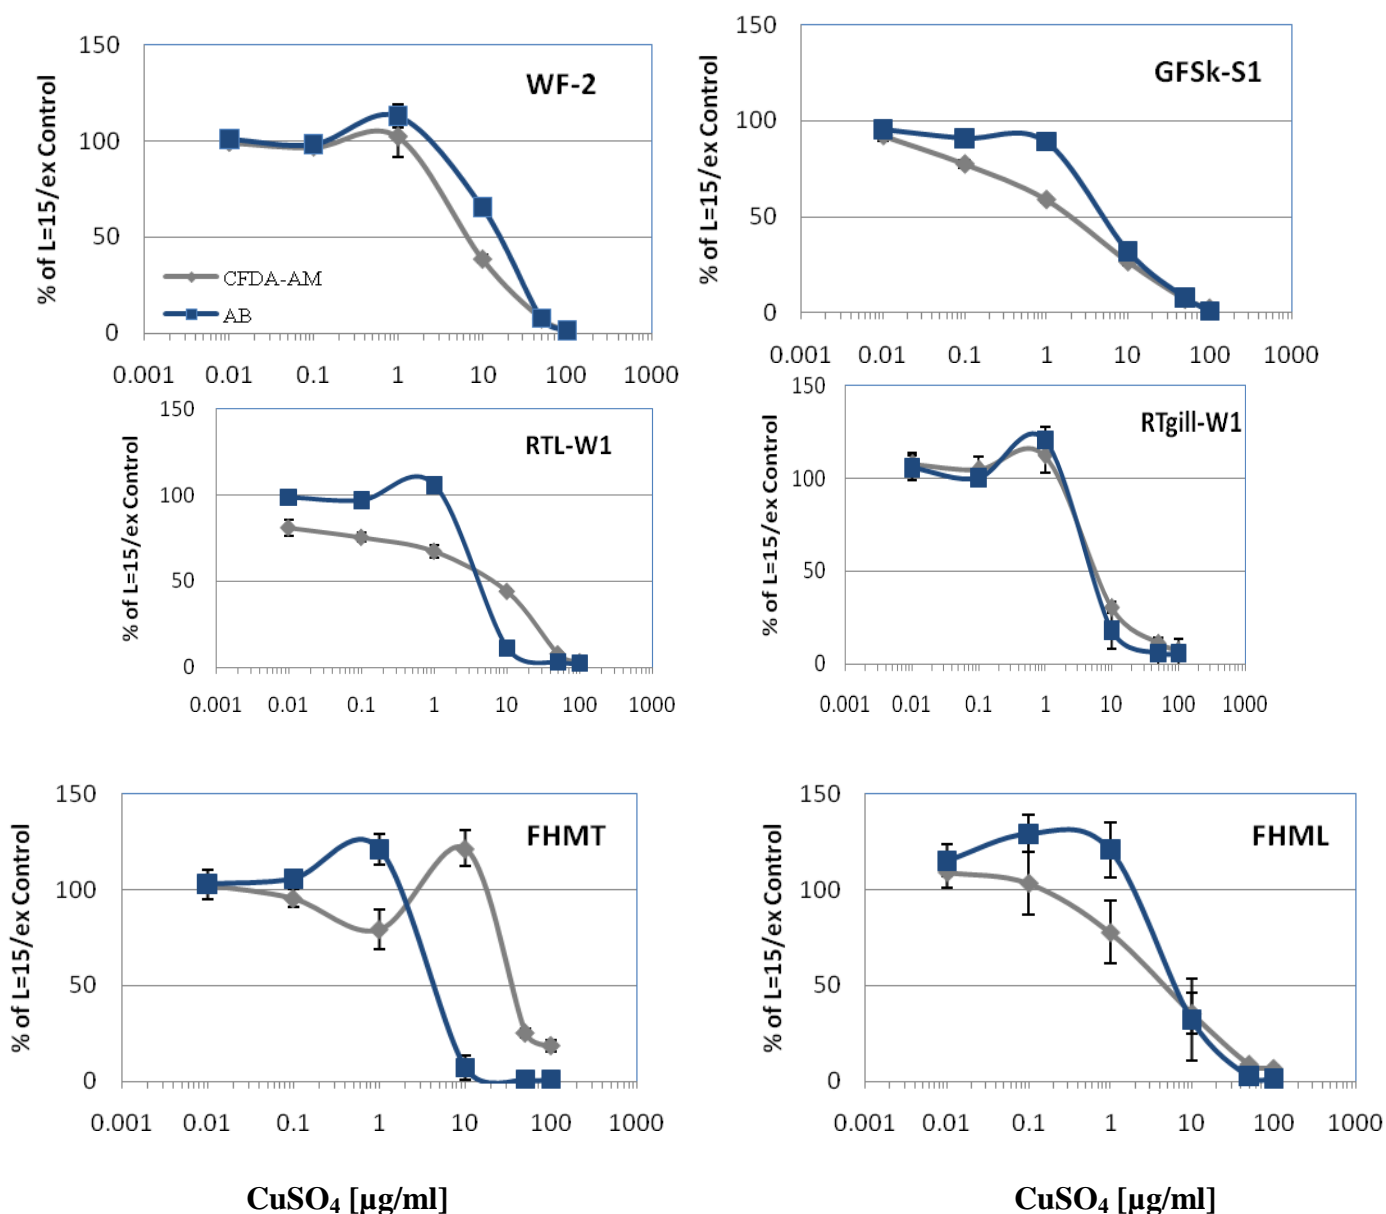 WF-2
% of L=15/ex Control
150
100
50
0
CFDA-AM
AB
0.001 0.01 0.1 1 10 100 1000
GFSk-S1
% of L=15/ex Control
150
100
50
0
0.001 0.01 0.1 1 10 100 1000
RTL-W1
% of L=15/ex Control
150
100
50
0
0.001 0.01 0.1 1 10 100 1000
RTgill-W1
% of L=15/ex Control
150
100
50
0
0.001 0.01 0.1 1 10 100 1000
FHMT
% of L=15/ex Control
150
100
50
0
0.001 0.01 0.1 1 10 100 1000
CuSO₄ [µg/ml]
FHML
% of L=15/ex Control
150
100
50
0
0.001 0.01 0.1 1 10 100 1000
CuSO₄ [µg/ml]